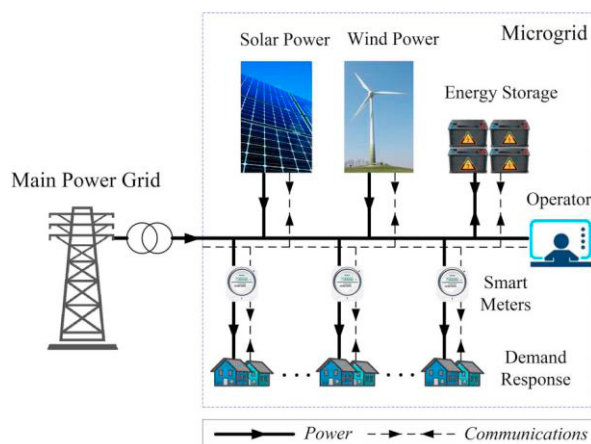 Solar Power
Wind Power
Microgrid
Energy Storage
Main Power Grid
Operator
Smart
Meters
Demand
Response
Power
Communications